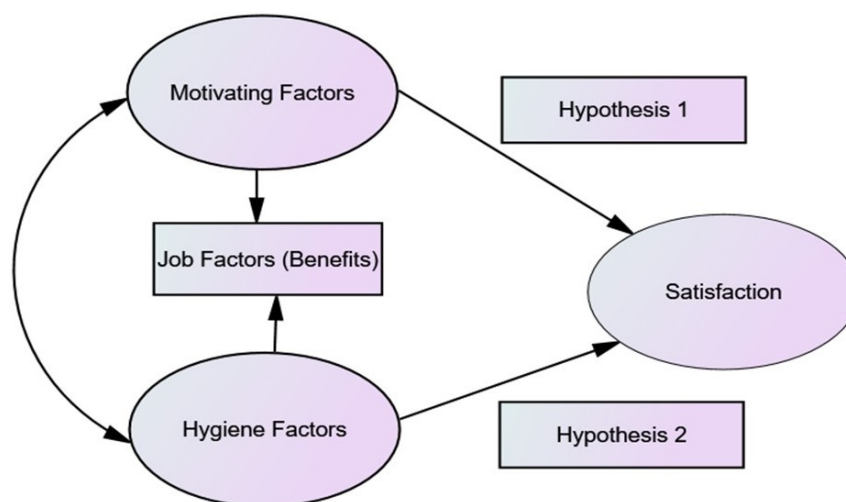 Motivating Factors
Hypothesis 1
Job Factors (Benefits)
Satisfaction
Hygiene Factors
Hypothesis 2